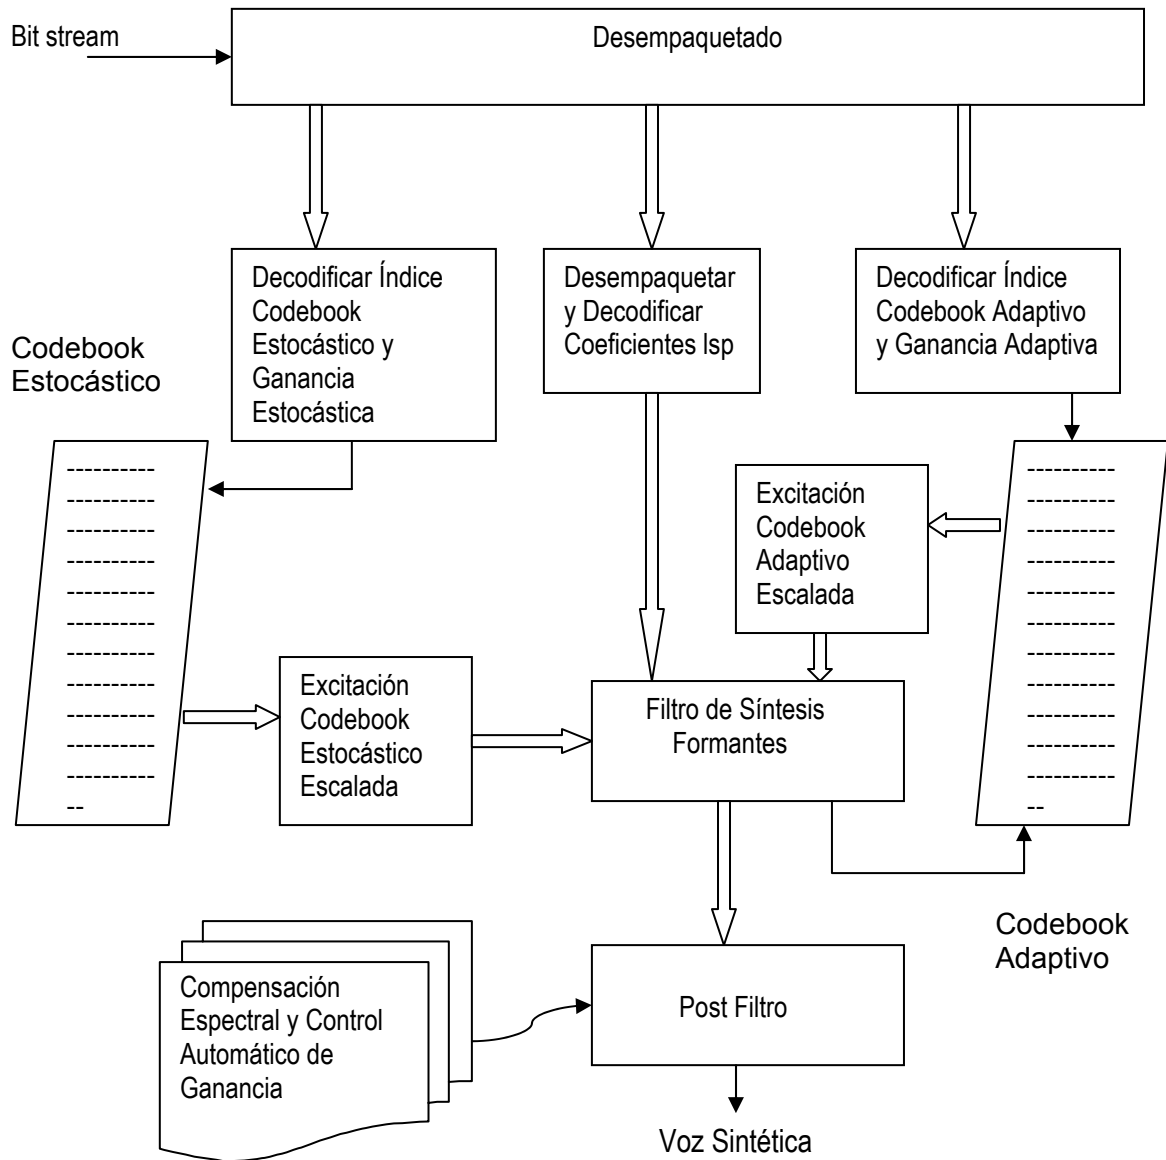 Bit stream
Desempaquetado
Decodificar Índice
Codebook
Estocástico y
Ganancia
Estocástica
Desempaquetar
y Decodificar
Coeficientes lsp
Decodificar Índice
Codebook Adaptivo
y Ganancia Adaptiva
Codebook
Estocástico
----------
----------
----------
----------
----------
----------
----------
----------
----------
----------
----------
--
Excitación
Codebook
Adaptivo
Escalada
----------
----------
----------
----------
----------
----------
----------
----------
----------
----------
----------
--
Excitación
Codebook
Estocástico
Escalada
Filtro de Síntesis
Formantes
Codebook
Adaptivo
Compensación
Espectral y Control
Automático de
Ganancia
Post Filtro
Voz Sintética